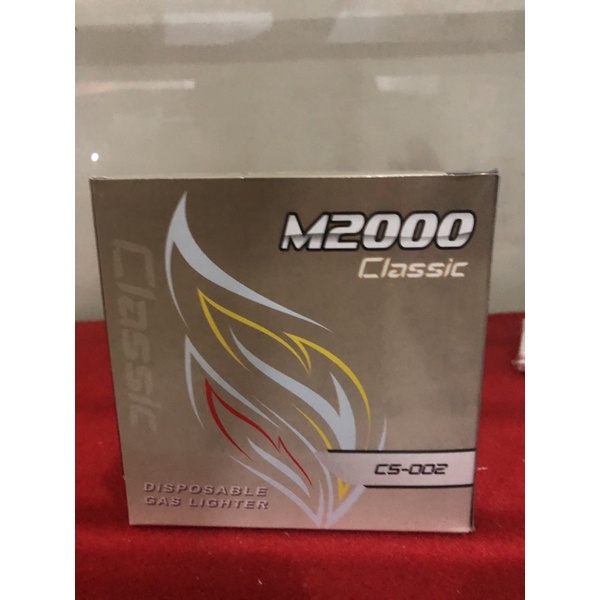 M2000
Classic
Classic
CS-002
DISPOSABLE
GAS LIGHTER